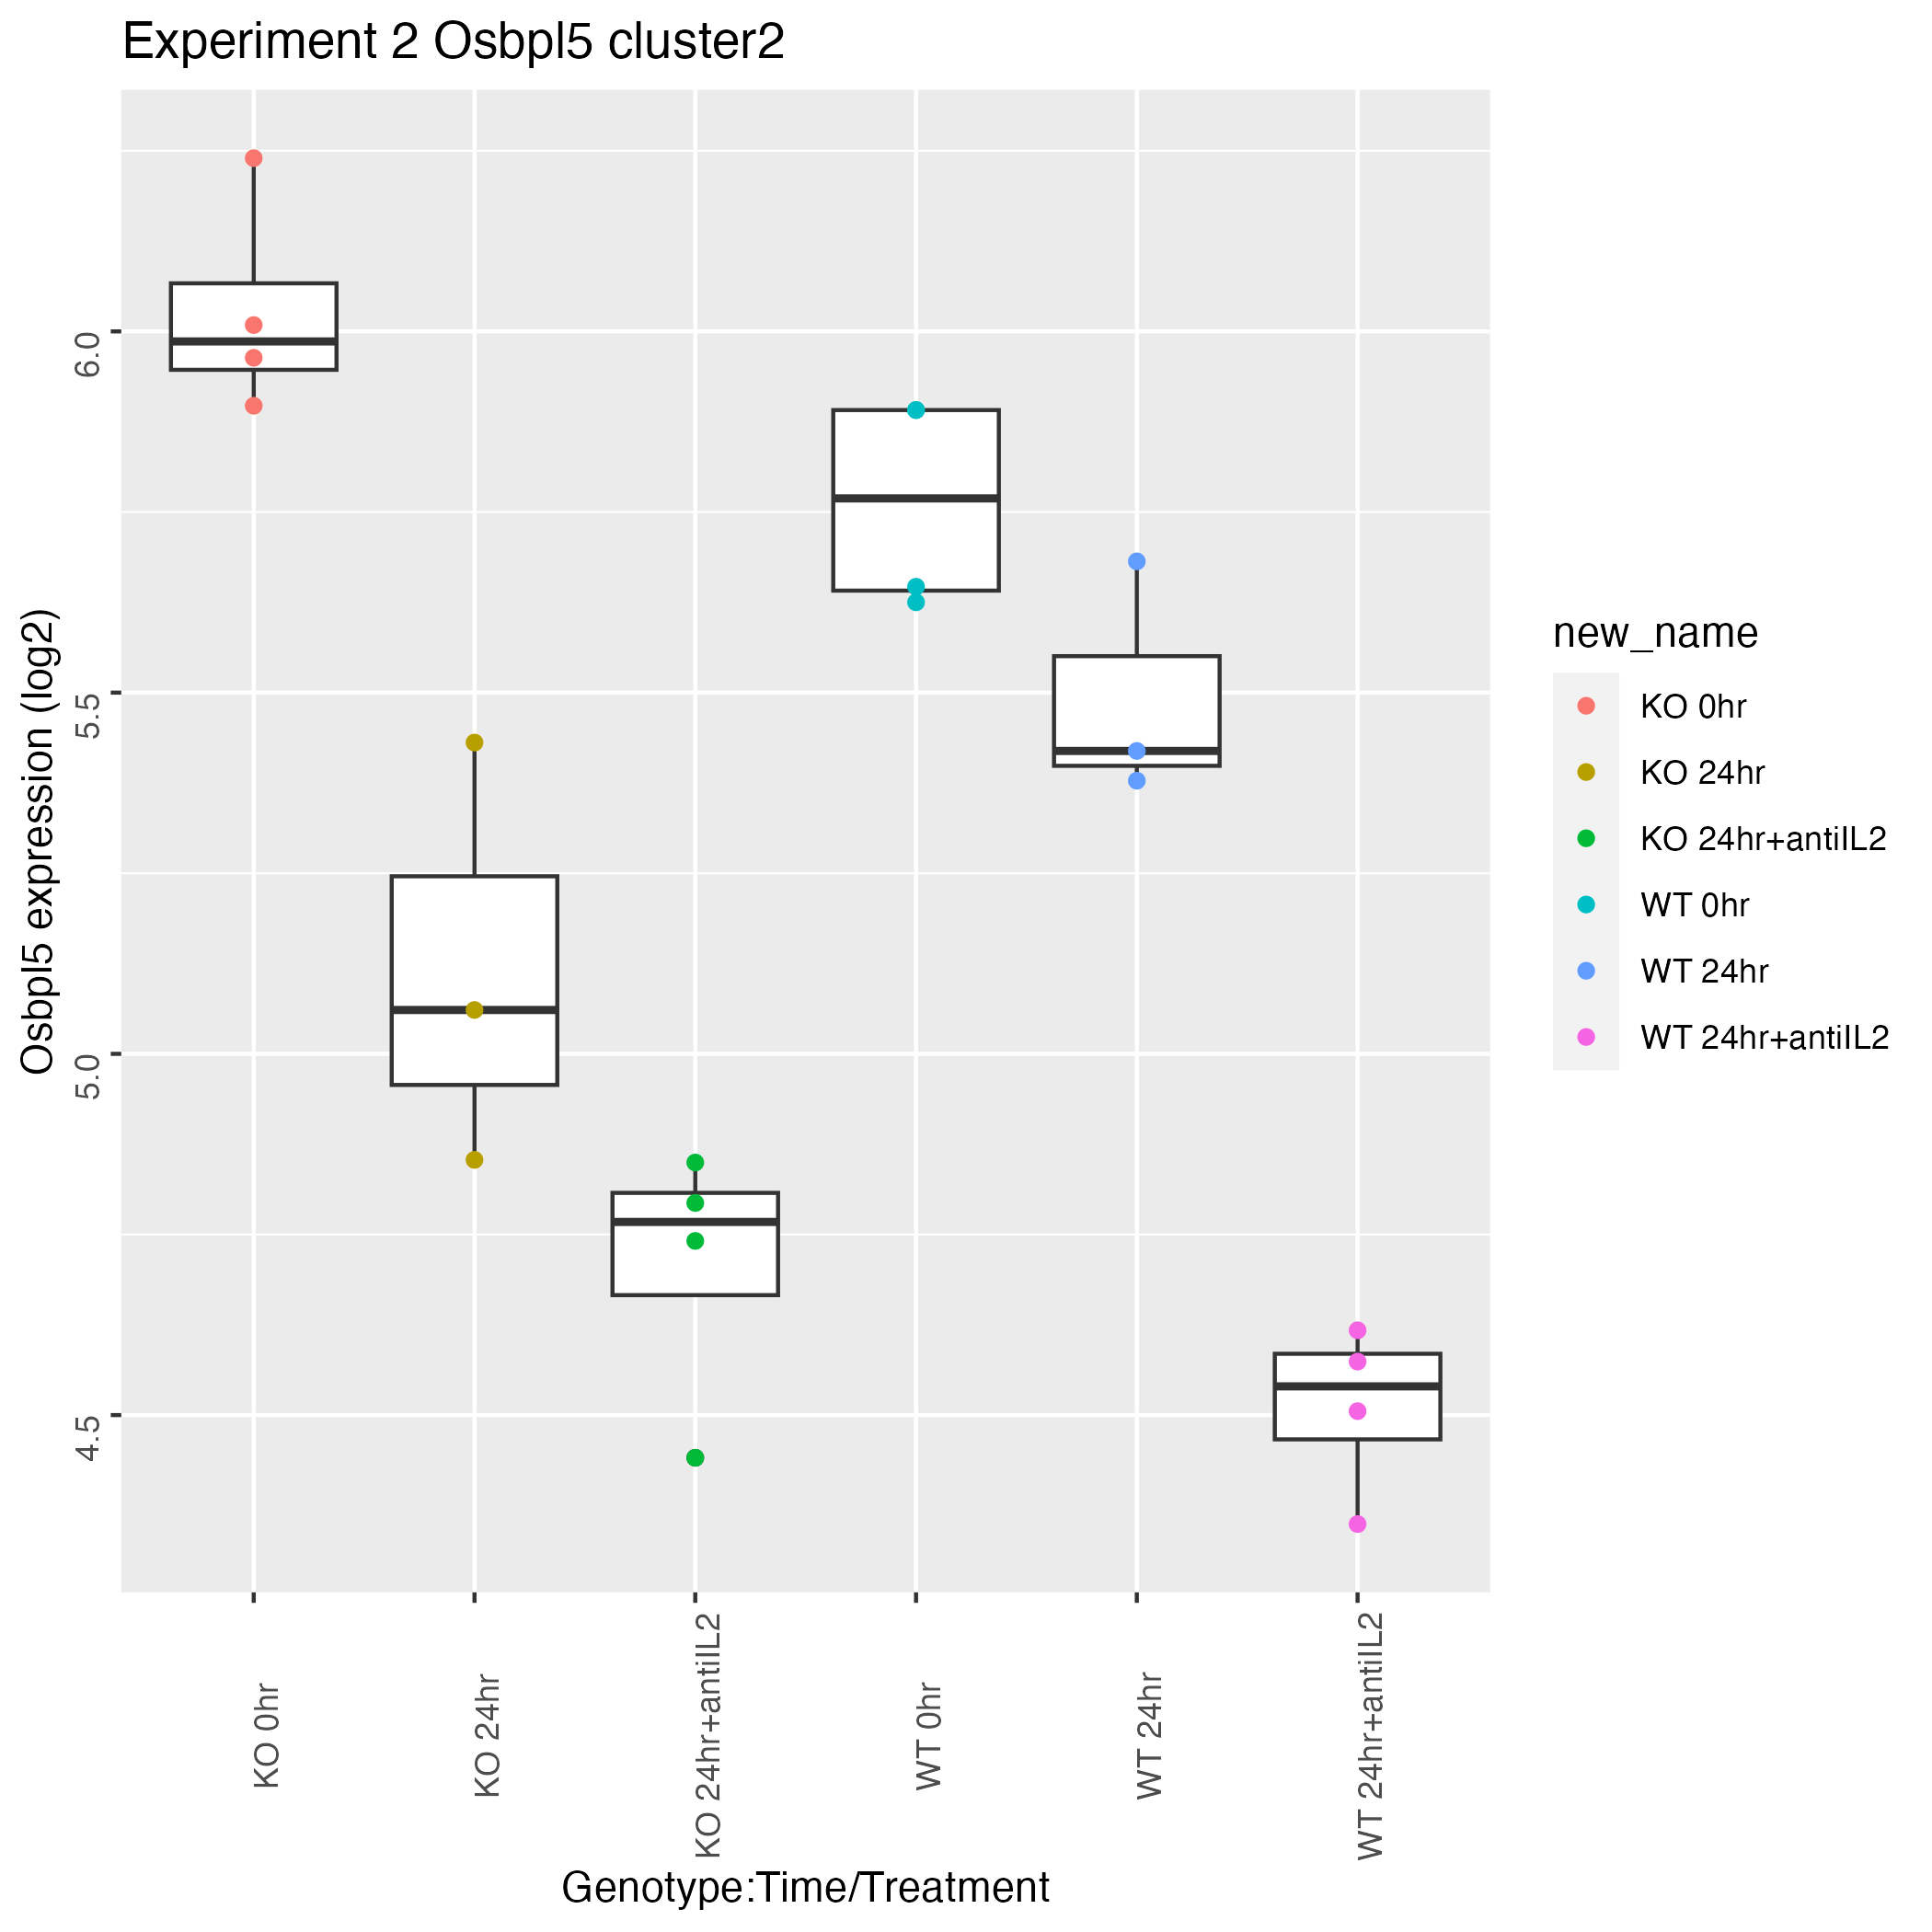 Experiment 2 Osbpl5 cluster2
Osbpl5 expression (log2)
6.0
5.5
5.0
4.5
KO 0hr
KO 24hr
KO 24hr+antiIL2
WT 0hr
WT 24hr
WT 24hr+antiIL2
Genotype:Time/Treatment
new_name
KO 0hr
KO 24hr
KO 24hr+antiIL2
WT 0hr
WT 24hr
WT 24hr+antiIL2